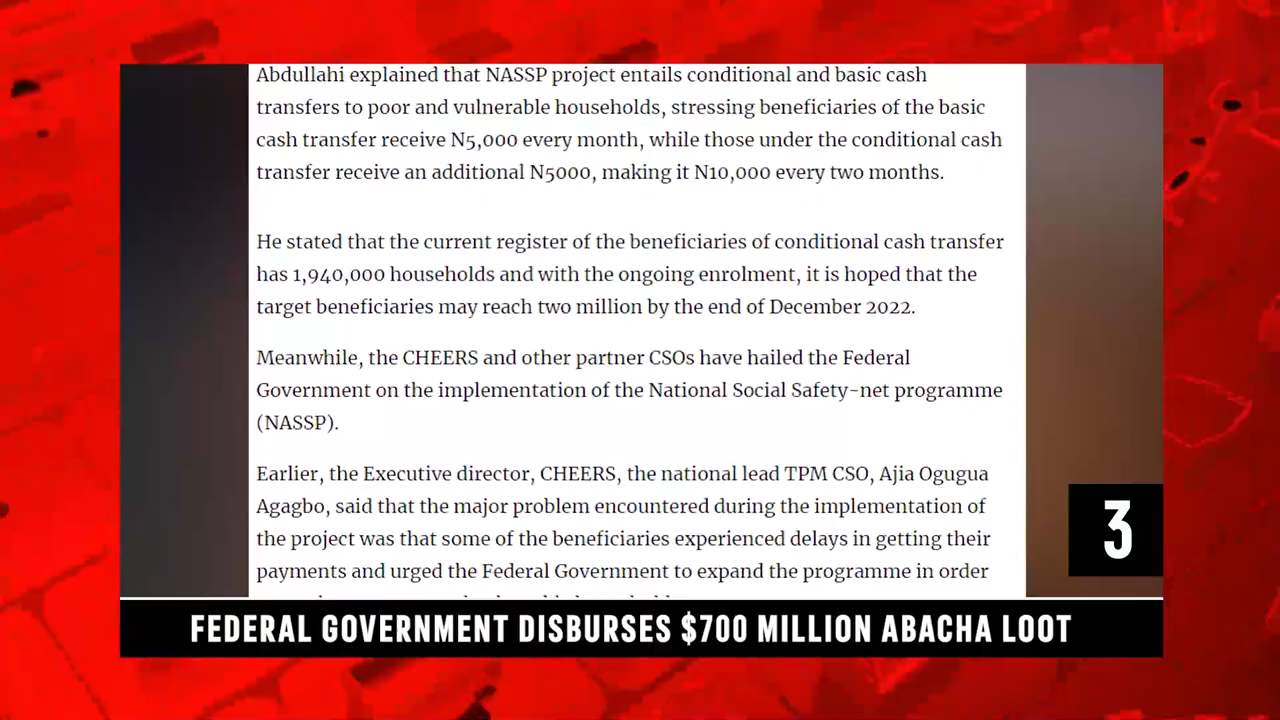 Abdullahi explained that NASSP project entails conditional and basic cash
transfers to poor and vulnerable households, stressing beneficiaries of the basic
cash transfer receive N5,000 every month, while those under the conditional cash
transfer receive an additional N5000, making it N10,000 every two months.
He stated that the current register of the beneficiaries of conditional cash transfer
has 1,940,000 households and with the ongoing enrolment, it is hoped that the
target beneficiaries may reach two million by the end of December 2022.
Meanwhile, the CHEERS and other partner CSOs have hailed the Federal
Government on the implementation of the National Social Safety-net programme
(NASSP).
Earlier, the Executive director, CHEERS, the national lead TPM CSO, Ajia Ogugua
Agagbo, said that the major problem encountered during the implementation of
the project was that some of the beneficiaries experienced delays in getting their
payments and urged the Federal Government to expand the programme in order
3
FEDERAL GOVERNMENT DISBURSES $700 MILLION ABACHA LOOT